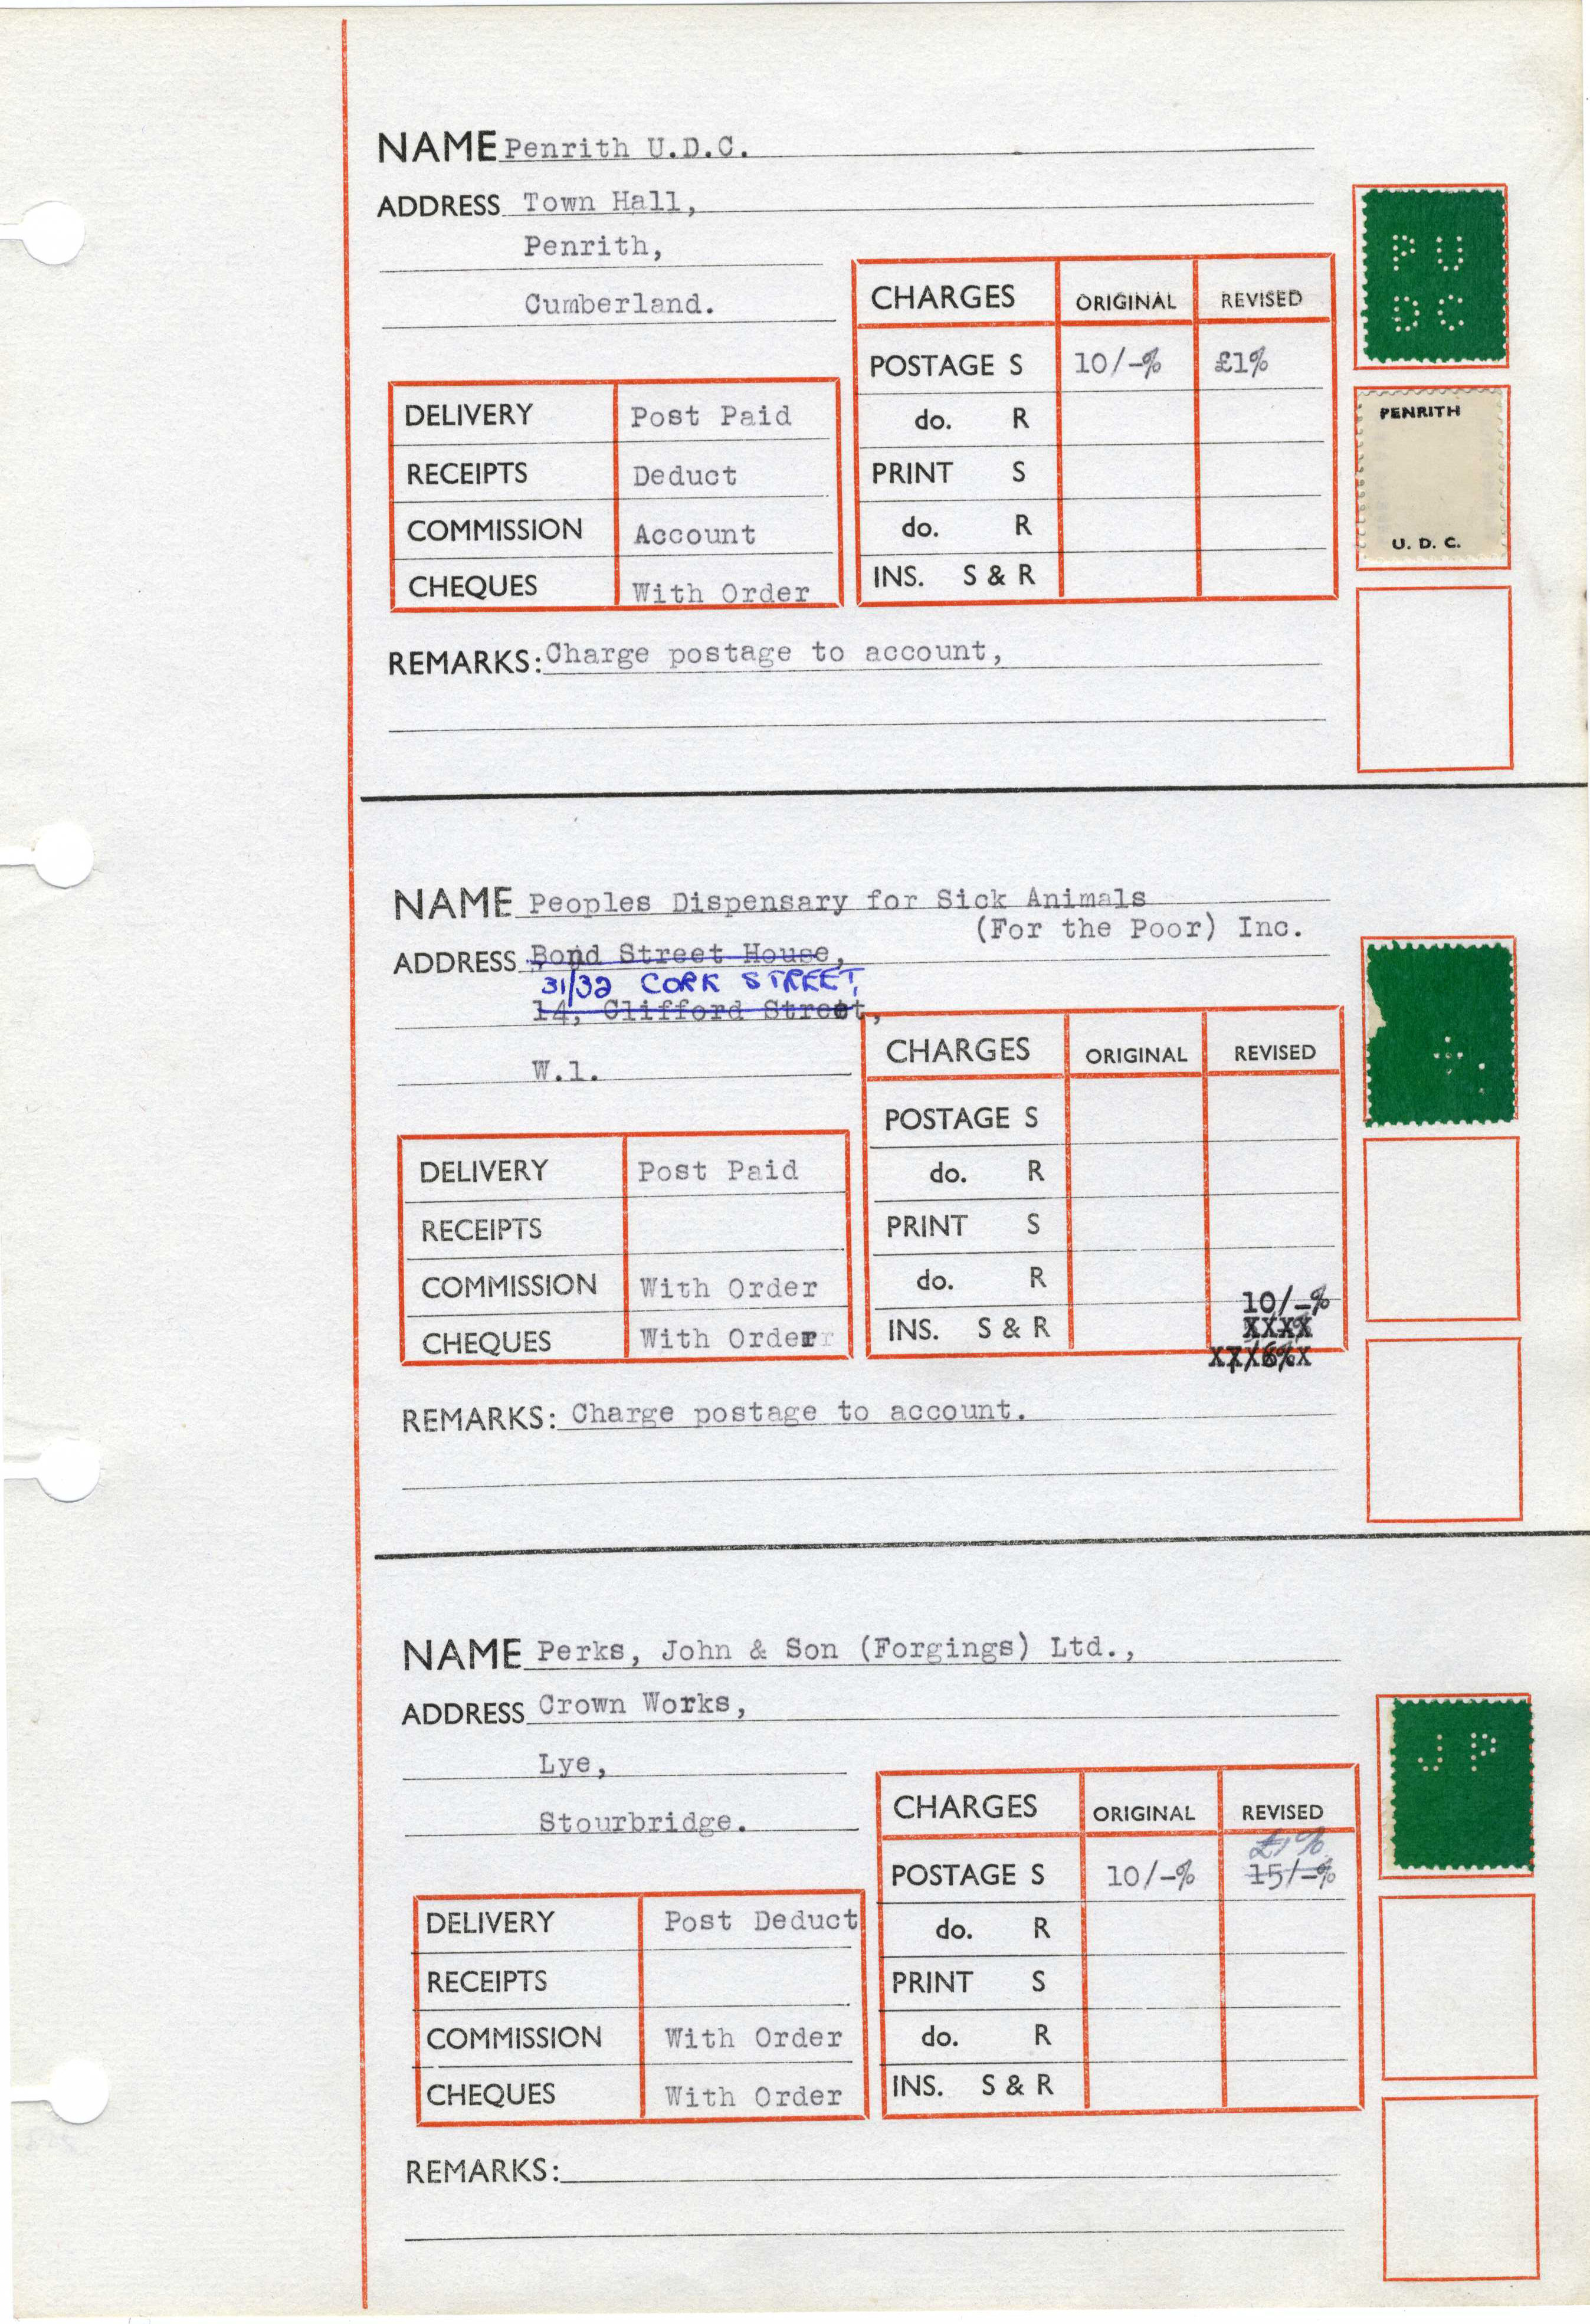 NAME Penrith U.D.C.
ADDRESS Town Hall,
Penrith,
Cumberland.
P U
D C
CHARGES ORIGINAL REVISED
POSTAGE S 10/-% £1%
do. R
PRINT S
do. R
INS. S & R
DELIVERY Post Paid
RECEIPTS Deduct
COMMISSION Account
CHEQUES With Order
PENRITH
U. D. C.
REMARKS: Charge postage to account,
NAME Peoples Dispensary for Sick Animals
(For the Poor) Inc.
ADDRESS Bond Street House,
31/32 CORK STREET,
14, Clifford Street,
W.1.
CHARGES ORIGINAL REVISED
POSTAGE S
do. R
PRINT S
do. R
10/-%
XXXX
INS. S & R
DELIVERY Post Paid
RECEIPTS
COMMISSION With Order
CHEQUES With Orderr
REMARKS: Charge postage to account.
NAME Perks, John & Son (Forgings) Ltd.,
ADDRESS Crown Works,
Lye,
Stourbridge.
J P
CHARGES ORIGINAL REVISED
£1%
POSTAGE S 10/-% 15/-%
do. R
PRINT S
do. R
INS. S & R
DELIVERY Post Deduct
RECEIPTS
COMMISSION With Order
CHEQUES With Order
REMARKS: